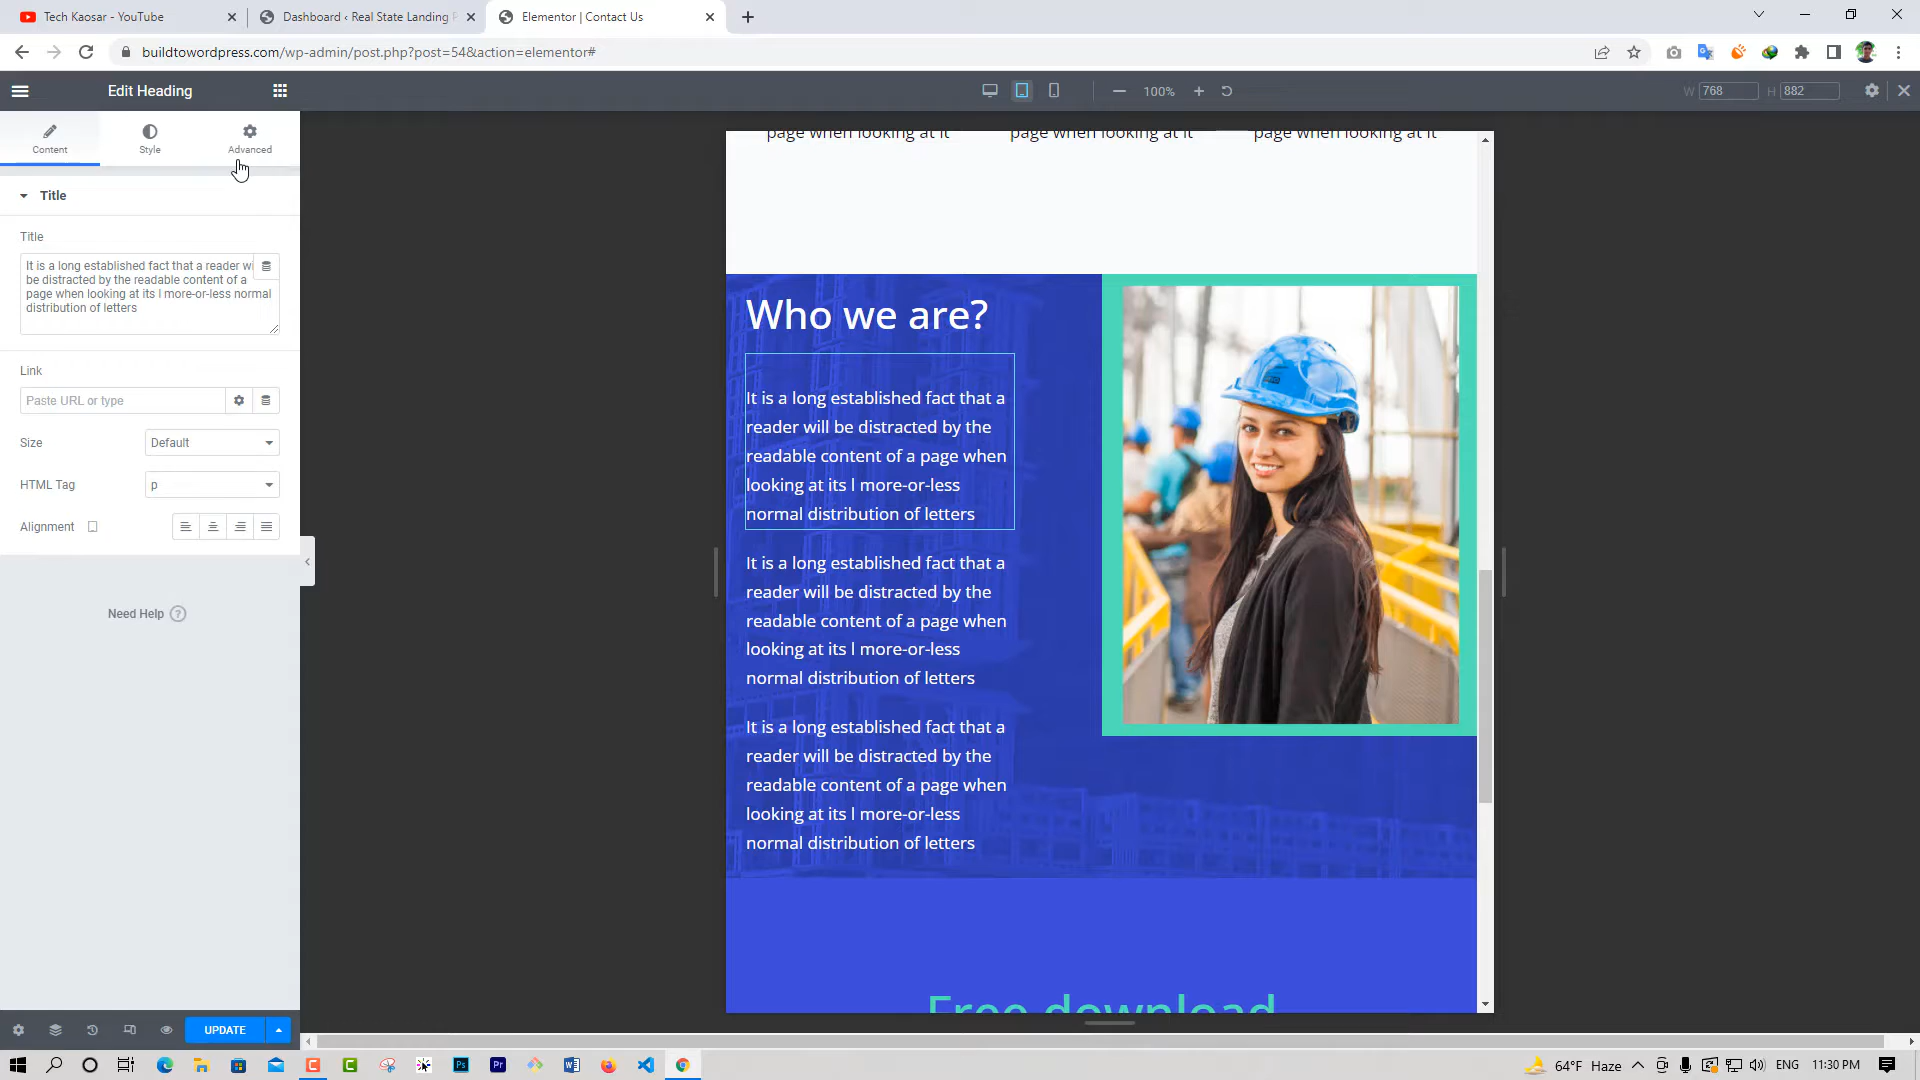 Tech Kaosar - YouTube
Dashboard ‹ Real State Landing
Elementor | Contact Us
buildtowordpress.com/wp-admin/post.php?post=54&action=elementor#
Edit Heading
100%
W 768
H 882
Content
Style
Advanced
Title
Title
It is a long established fact that a reader wi
be distracted by the readable content of a
page when looking at its l more-or-less normal
distribution of letters
Link
Paste URL or type
Size
Default
HTML Tag
p
Alignment
Need Help
UPDATE
page when looking at it
page when looking at it
page when looking at it
Who we are?
It is a long established fact that a
reader will be distracted by the
readable content of a page when
looking at its l more-or-less
normal distribution of letters
It is a long established fact that a
reader will be distracted by the
readable content of a page when
looking at its l more-or-less
normal distribution of letters
It is a long established fact that a
reader will be distracted by the
readable content of a page when
looking at its l more-or-less
normal distribution of letters
Free download
64°F Haze
ENG
11:30 PM